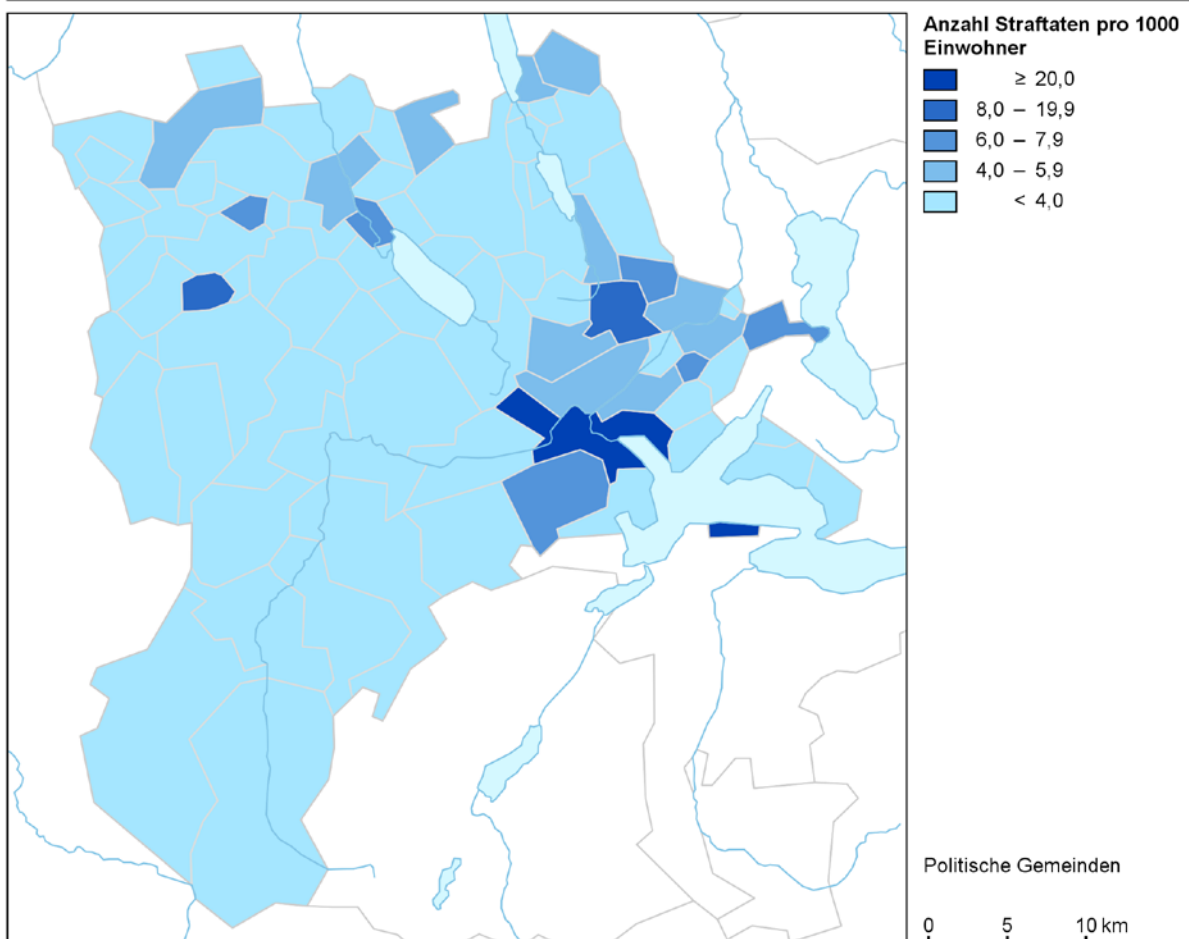 Anzahl Straftaten pro 1000
Einwohner
≥ 20,0
8,0 – 19,9
6,0 – 7,9
4,0 – 5,9
< 4,0
Politische Gemeinden
0 5 10 km